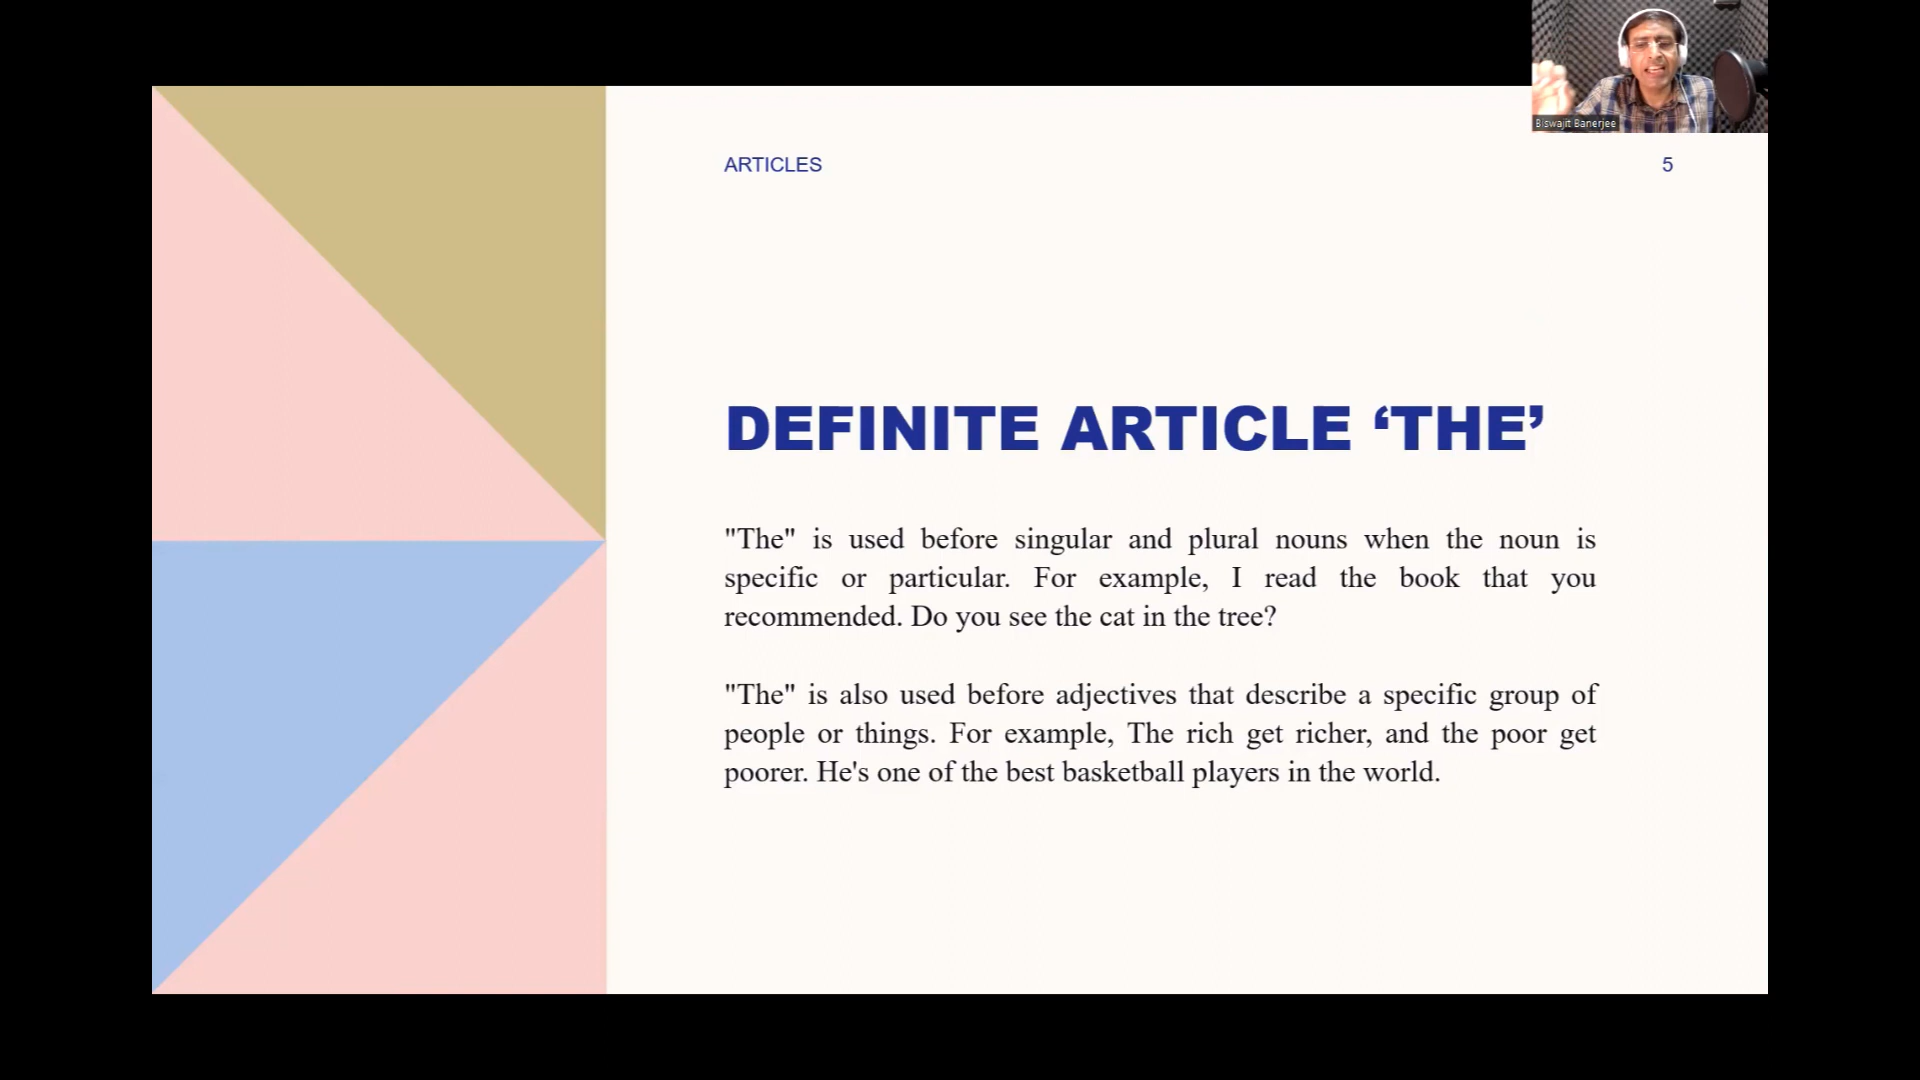 Biswajit Banerjee
ARTICLES
5
DEFINITE ARTICLE ‘THE’
"The" is used before singular and plural nouns when the noun is
specific or particular. For example, I read the book that you
recommended. Do you see the cat in the tree?
"The" is also used before adjectives that describe a specific group of
people or things. For example, The rich get richer, and the poor get
poorer. He's one of the best basketball players in the world.